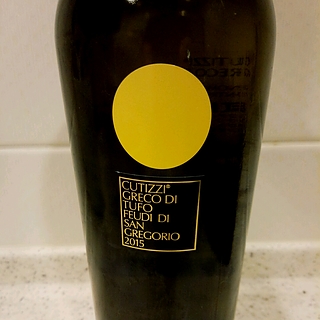 CUTIZZI®
GRECO DI
TUFO
FEUDI DI
SAN
GREGORIO
2015